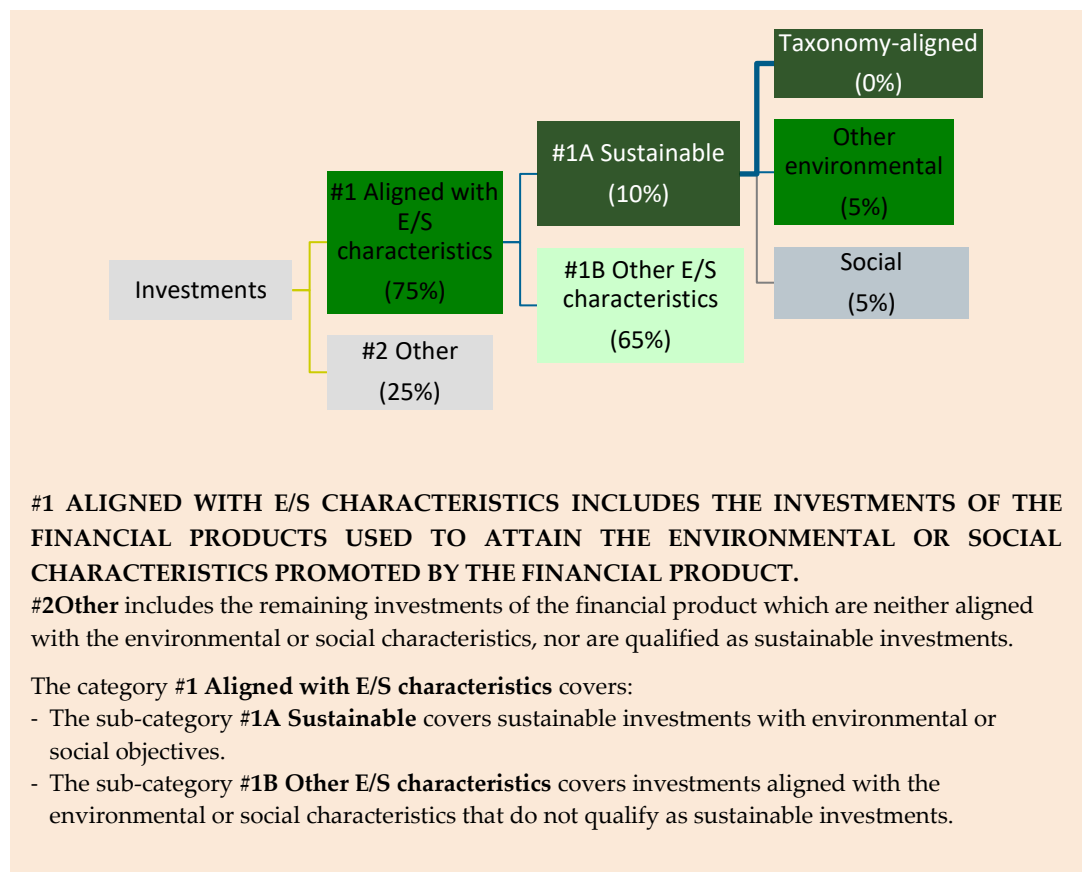 Taxonomy-aligned
(0%)
#1A Sustainable
(10%)
Other
environmental
(5%)
#1 Aligned with
E/S
characteristics
(75%)
Investments
#1B Other E/S
characteristics
(65%)
Social
(5%)
#2 Other
(25%)
#1 ALIGNED WITH E/S CHARACTERISTICS INCLUDES THE INVESTMENTS OF THE
FINANCIAL PRODUCTS USED TO ATTAIN THE ENVIRONMENTAL OR SOCIAL
CHARACTERISTICS PROMOTED BY THE FINANCIAL PRODUCT.
#2Other includes the remaining investments of the financial product which are neither aligned
with the environmental or social characteristics, nor are qualified as sustainable investments.
The category #1 Aligned with E/S characteristics covers:
- The sub-category #1A Sustainable covers sustainable investments with environmental or
social objectives.
- The sub-category #1B Other E/S characteristics covers investments aligned with the
environmental or social characteristics that do not qualify as sustainable investments.